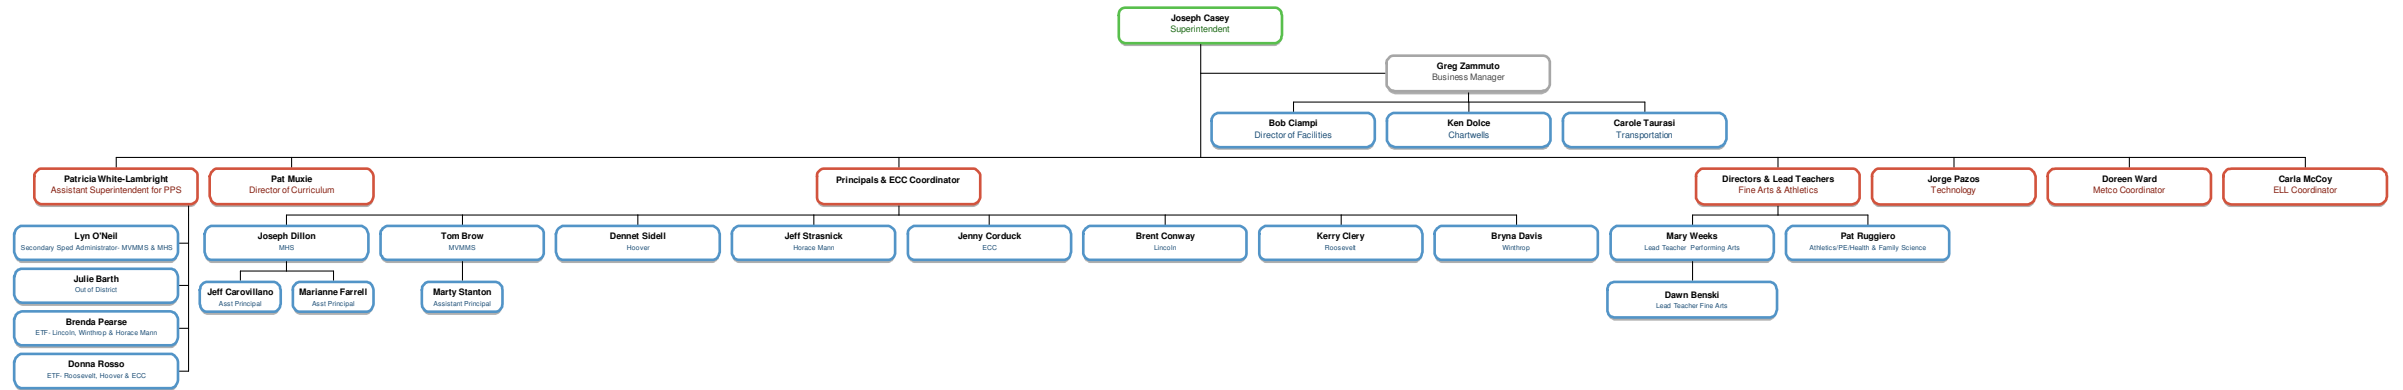 Joseph Casey
Superintendent
Greg Zammuto
Business Manager
Bob Ciampi
Director of Facilities
Ken Dolce
Chartwells
Carole Taurasi
Transportation
Patricia White-Lambright
Assistant Superintendent for PPS
Pat Muxie
Director of Curriculum
Principals & ECC Coordinator
Directors & Lead Teachers
Fine Arts & Athletics
Jorge Pazos
Technology
Doreen Ward
Metco Coordinator
Carla McCoy
ELL Coordinator
Lyn O'Neil
Secondary Sped Administrator- MVMMS & MHS
Julie Barth
Out of District
Brenda Pearse
ETF- Lincoln, Winthrop & Horace Mann
Donna Rosso
ETF- Roosevelt, Hoover & ECC
Joseph Dillon
MHS
Jeff Carovillano
Asst Principal
Marianne Farrell
Asst Principal
Tom Brow
MVMMS
Marty Stanton
Assistant Principal
Dennet Sidell
Hoover
Jeff Strasnick
Horace Mann
Jenny Corduck
ECC
Brent Conway
Lincoln
Kerry Clery
Roosevelt
Bryna Davis
Winthrop
Mary Weeks
Lead Teacher Performing Arts
Dawn Benski
Lead Teacher Fine Arts
Pat Ruggiero
Athletics/PE/Health & Family Science